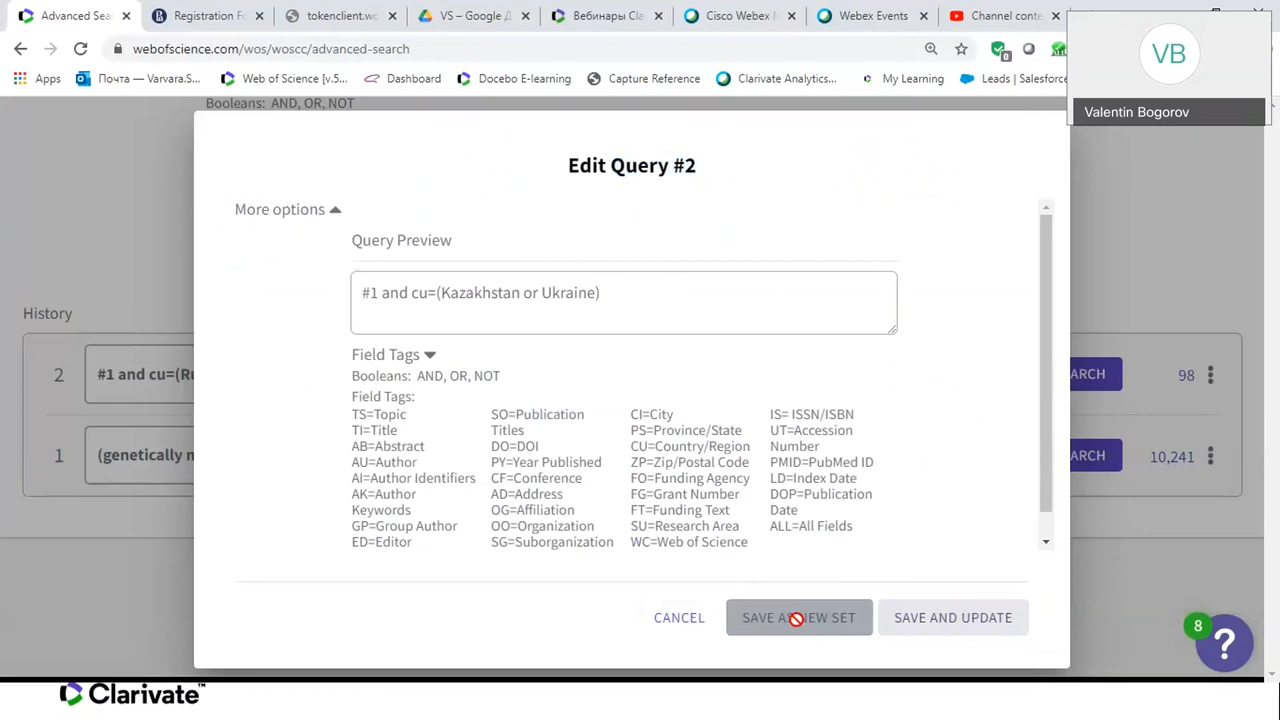 Advanced Search
Registration Fo
tokenclient.wo
VS – Google Д
Вебинары Cla
Cisco Webex M
Webex Events
Channel conte
webofscience.com/wos/woscc/advanced-search
0
Apps
Почта — Varvara.S...
Web of Science [v.5...
Dashboard
Docebo E-learning
Capture Reference
Clarivate Analytics...
My Learning
Leads | Salesforce
VB
Valentin Bogorov
Booleans: AND, OR, NOT
Edit Query #2
More options
Query Preview
#1 and cu=(Kazakhstan or Ukraine)
Field Tags
Booleans: AND, OR, NOT
Field Tags:
TS=Topic
TI=Title
AB=Abstract
AU=Author
AI=Author Identifiers
AK=Author
Keywords
GP=Group Author
ED=Editor
SO=Publication
Titles
DO=DOI
PY=Year Published
CF=Conference
AD=Address
OG=Affiliation
OO=Organization
SG=Suborganization
CI=City
PS=Province/State
CU=Country/Region
ZP=Zip/Postal Code
FO=Funding Agency
FG=Grant Number
FT=Funding Text
SU=Research Area
WC=Web of Science
IS= ISSN/ISBN
UT=Accession
Number
PMID=PubMed ID
LD=Index Date
DOP=Publication
Date
ALL=All Fields
CANCEL
SAVE AS NEW SET
SAVE AND UPDATE
History
2
#1 and cu=(Ru
ARCH
98
1
(genetically m
ARCH
10,241
8
?
Clarivate™